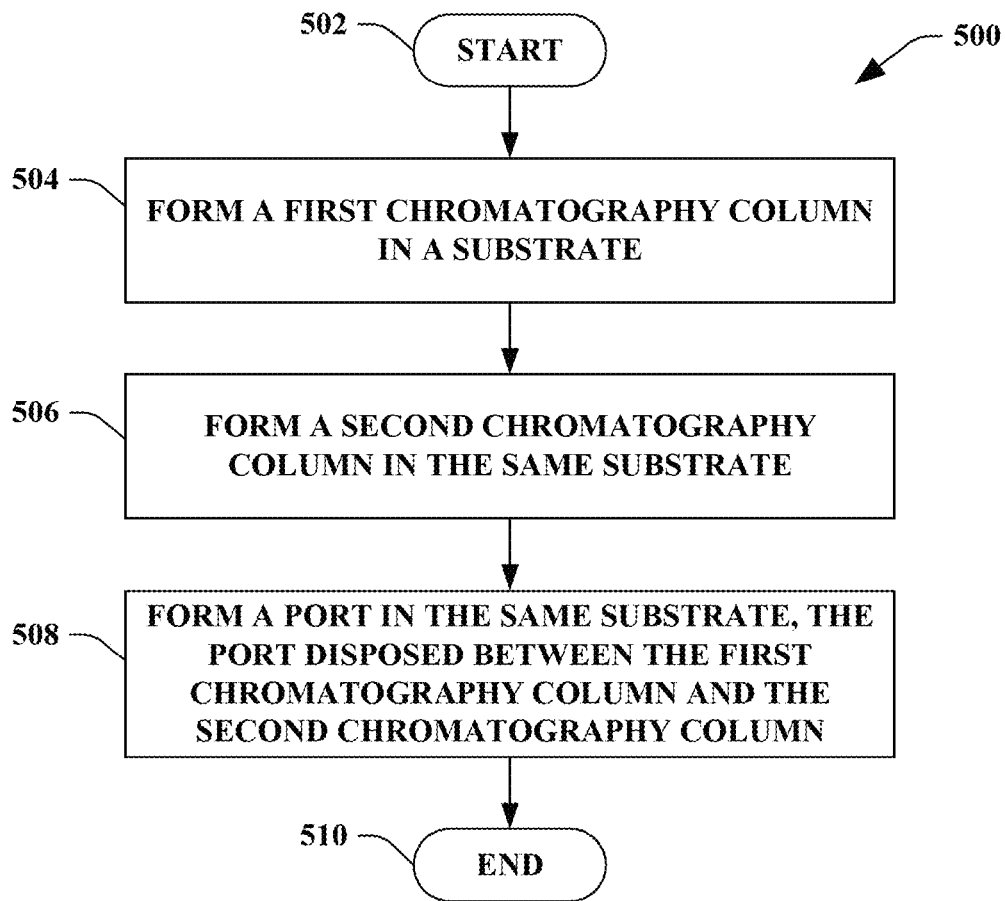 502
START
500
504
FORM A FIRST CHROMATOGRAPHY COLUMN
IN A SUBSTRATE
506
FORM A SECOND CHROMATOGRAPHY
COLUMN IN THE SAME SUBSTRATE
508
FORM A PORT IN THE SAME SUBSTRATE, THE
PORT DISPOSED BETWEEN THE FIRST
CHROMATOGRAPHY COLUMN AND THE
SECOND CHROMATOGRAPHY COLUMN
510
END